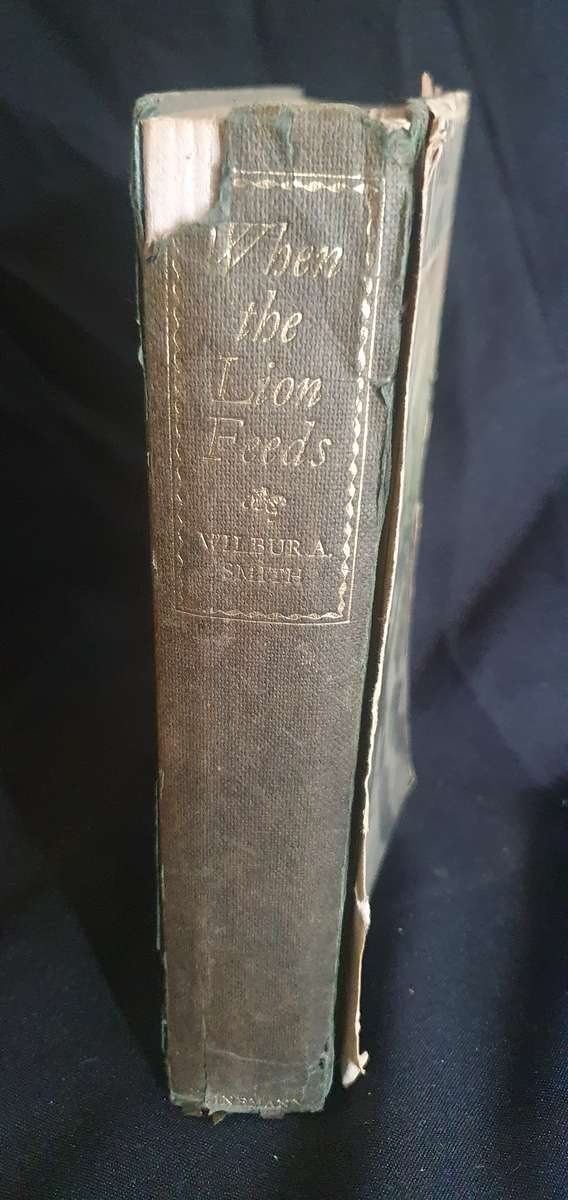 When
the
Lion
Feeds
WILBUR A.
SMITH